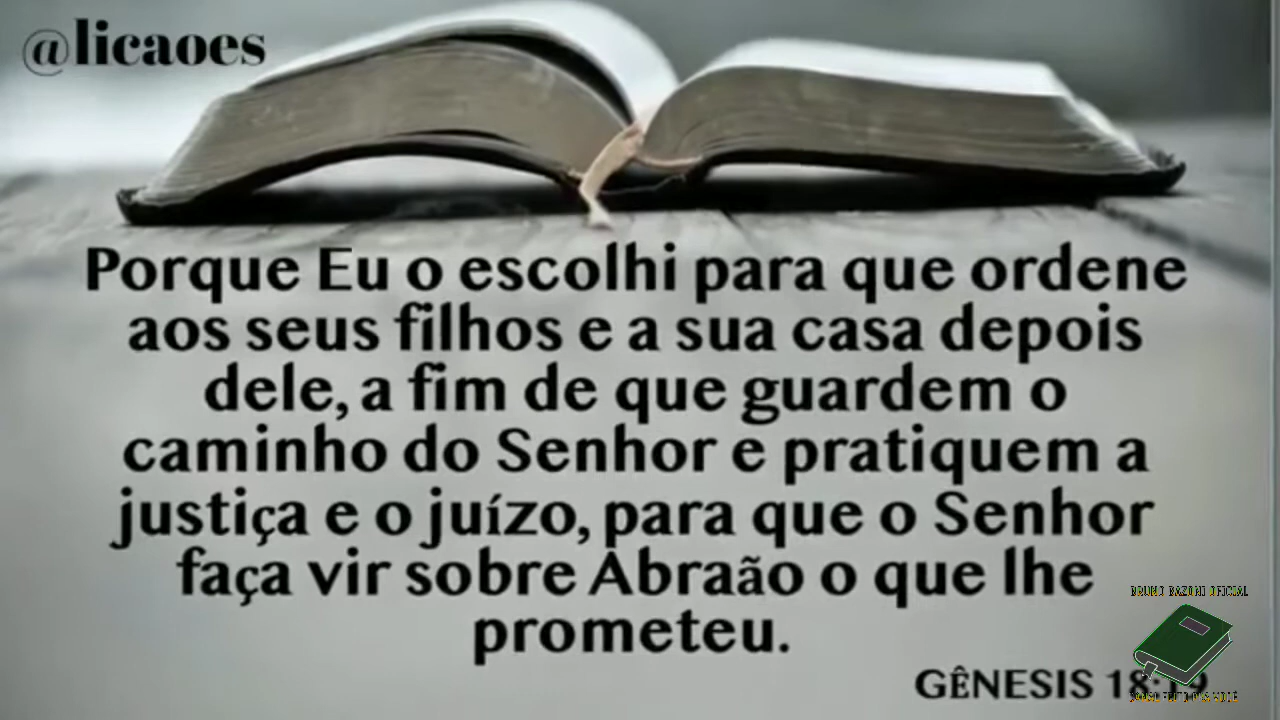 @licaoes
Porque Eu o escolhi para que ordene
aos seus filhos e a sua casa depois
dele, a fim de que guardem o
caminho do Senhor e pratiquem a
justiça e o juízo, para que o Senhor
faça vir sobre Abraão o que lhe
prometeu.
GÊNESIS 18:19